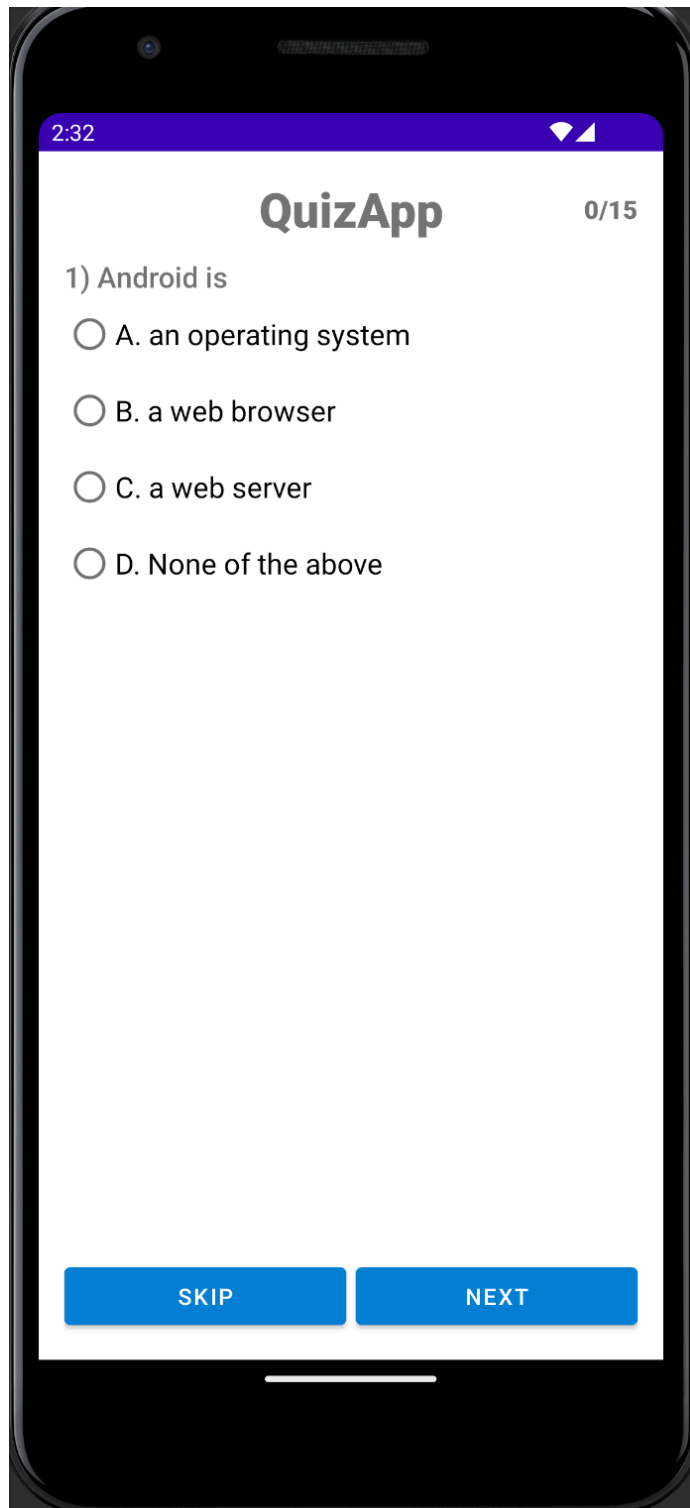 2:32
QuizApp
0/15
1) Android is
A. an operating system
B. a web browser
C. a web server
D. None of the above
SKIP
NEXT